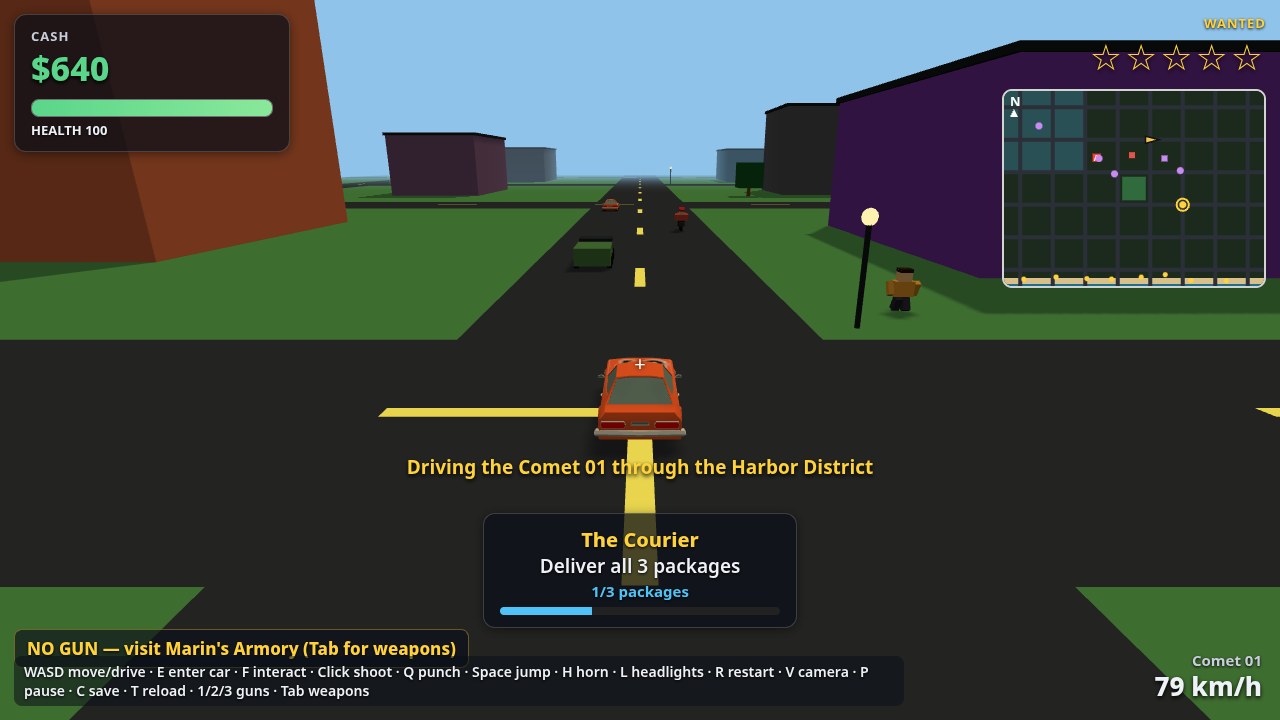 CASH
$640
HEALTH 100
WANTED
N
Driving the Comet 01 through the Harbor District
The Courier
Deliver all 3 packages
1/3 packages
NO GUN — visit Marin's Armory (Tab for weapons)
WASD move/drive · E enter car · F interact · Click shoot · Q punch · Space jump · H horn · L headlights · R restart · V camera · P
pause · C save · T reload · 1/2/3 guns · Tab weapons
Comet 01
79 km/h